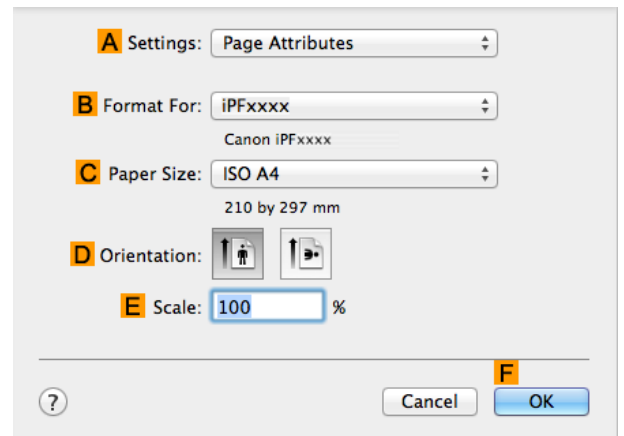 A Settings: Page Attributes
B Format For: iPFxxxx
Canon iPFxxxx
C Paper Size: ISO A4
210 by 297 mm
D Orientation:
E Scale: 100 %
F
? Cancel OK